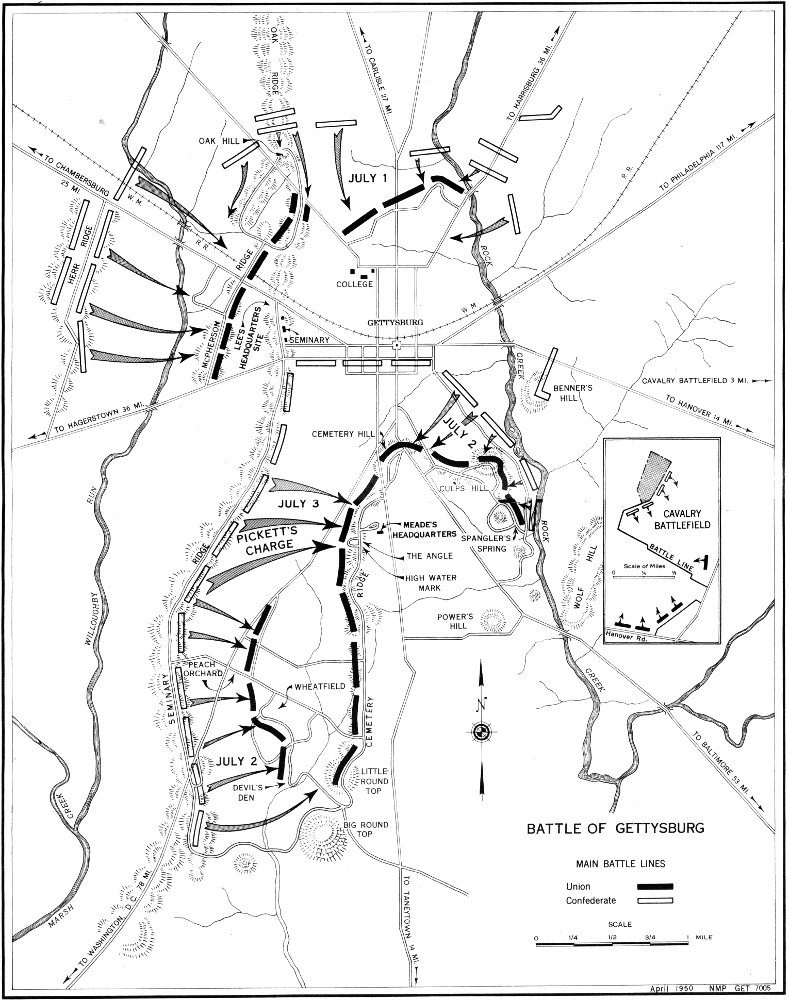 OAK
RIDGE
TO CARLISLE 117 MI.
TO HARRISBURG 36 MI.
TO PHILADELPHIA 117 MI.
R. R.
OAK HILL
JULY 1
TO CHAMBERSBURG
25 MI.
W. M.
R. R.
HERR
RIDGE
RIDGE
McPHERSON
LEE'S
HEADQUARTERS
SITE
COLLEGE
ROCK
W. M.
GETTYSBURG
SEMINARY
CREEK
BENNER'S
HILL
CAVALRY BATTLEFIELD 3 MI.
TO HANOVER 14 MI.
TO HAGERSTOWN 36 MI.
CEMETERY HILL
JULY 2
CULPS HILL
JULY 3
PICKETT'S
CHARGE
MEADE'S
HEADQUARTERS
SPANGLER'S
SPRING
ROCK
THE ANGLE
HIGH WATER
MARK
RIDGE
RIDGE
RUN
WILLOUGHBY
WOLF HILL
POWER'S
HILL
CAVALRY
BATTLEFIELD
BATTLE LINE
Scale of Miles
Hanover Rd.
PEACH
ORCHARD
WHEATFIELD
SEMINARY
CEMETERY
CREEK
N
JULY 2
DEVIL'S
DEN
LITTLE
ROUND
TOP
BIG ROUND
TOP
TO BALTIMORE 53 MI.
CREEK
MARSH
TO WASHINGTON, D.C. 78 MI.
TO TANEYTOWN 14 MI.
BATTLE OF GETTYSBURG
MAIN BATTLE LINES
Union
Confederate
SCALE
0 1/4 1/2 3/4 1 MILE
April 1950 NMP GET 7005